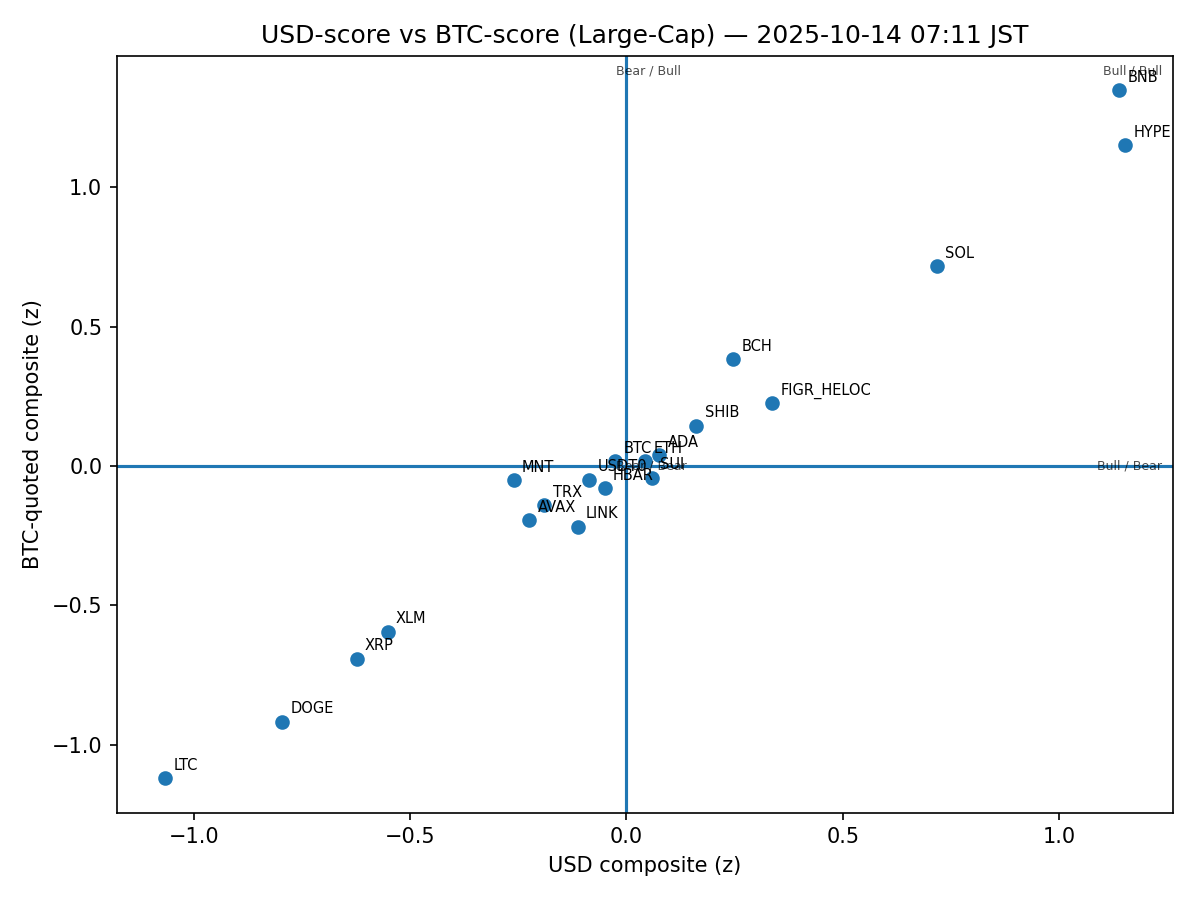 USD-score vs BTC-score (Large-Cap) — 2025-10-14 07:11 JST
Bear / Bull
Bull / Bull
BNB
HYPE
1.0
SOL
0.5
BCH
FIGR_HELOC
SHIB
ADA
BTC
ETH
0.0
MNT
USDT0
SUI
Bear / Bear
Bull / Bear
HBAR
TRX
AVAX
LINK
−0.5
XLM
XRP
DOGE
−1.0
LTC
−1.0
−0.5
0.0
0.5
1.0
USD composite (z)
BTC-quoted composite (z)